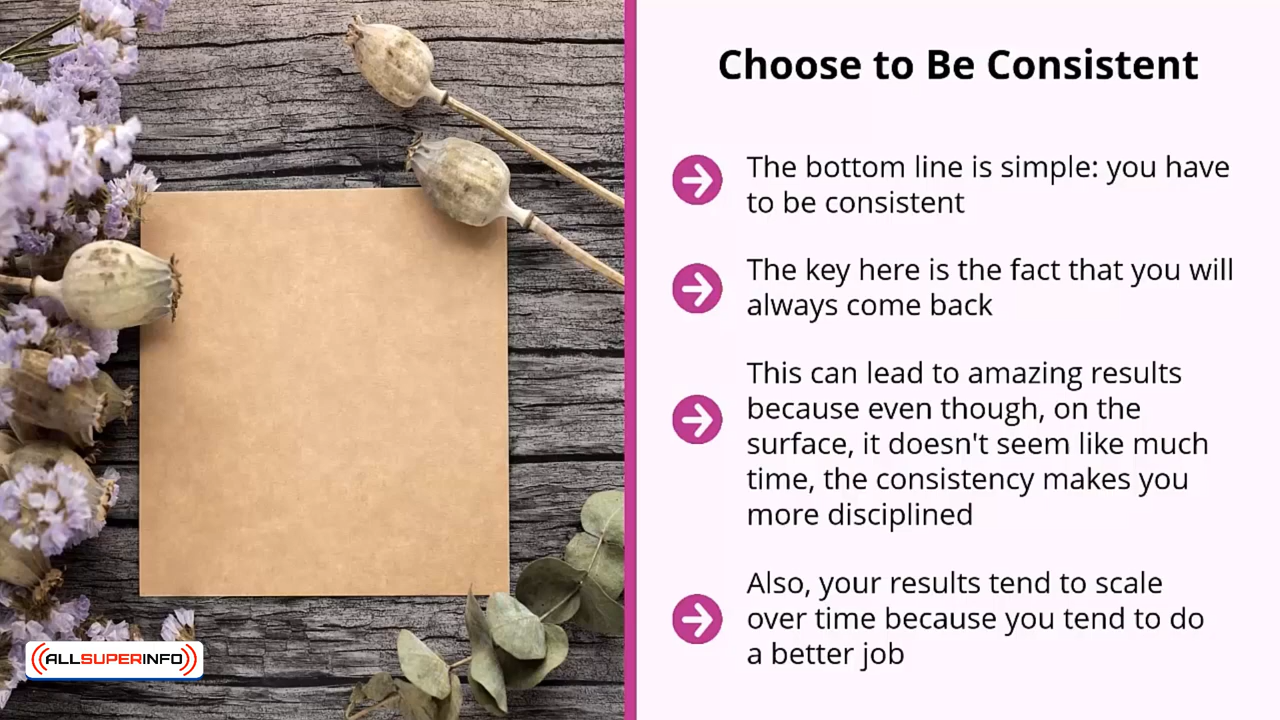 Choose to Be Consistent
The bottom line is simple: you have
to be consistent
The key here is the fact that you will
always come back
This can lead to amazing results
because even though, on the
surface, it doesn't seem like much
time, the consistency makes you
more disciplined
Also, your results tend to scale
over time because you tend to do
a better job
ALLSUPERINFO